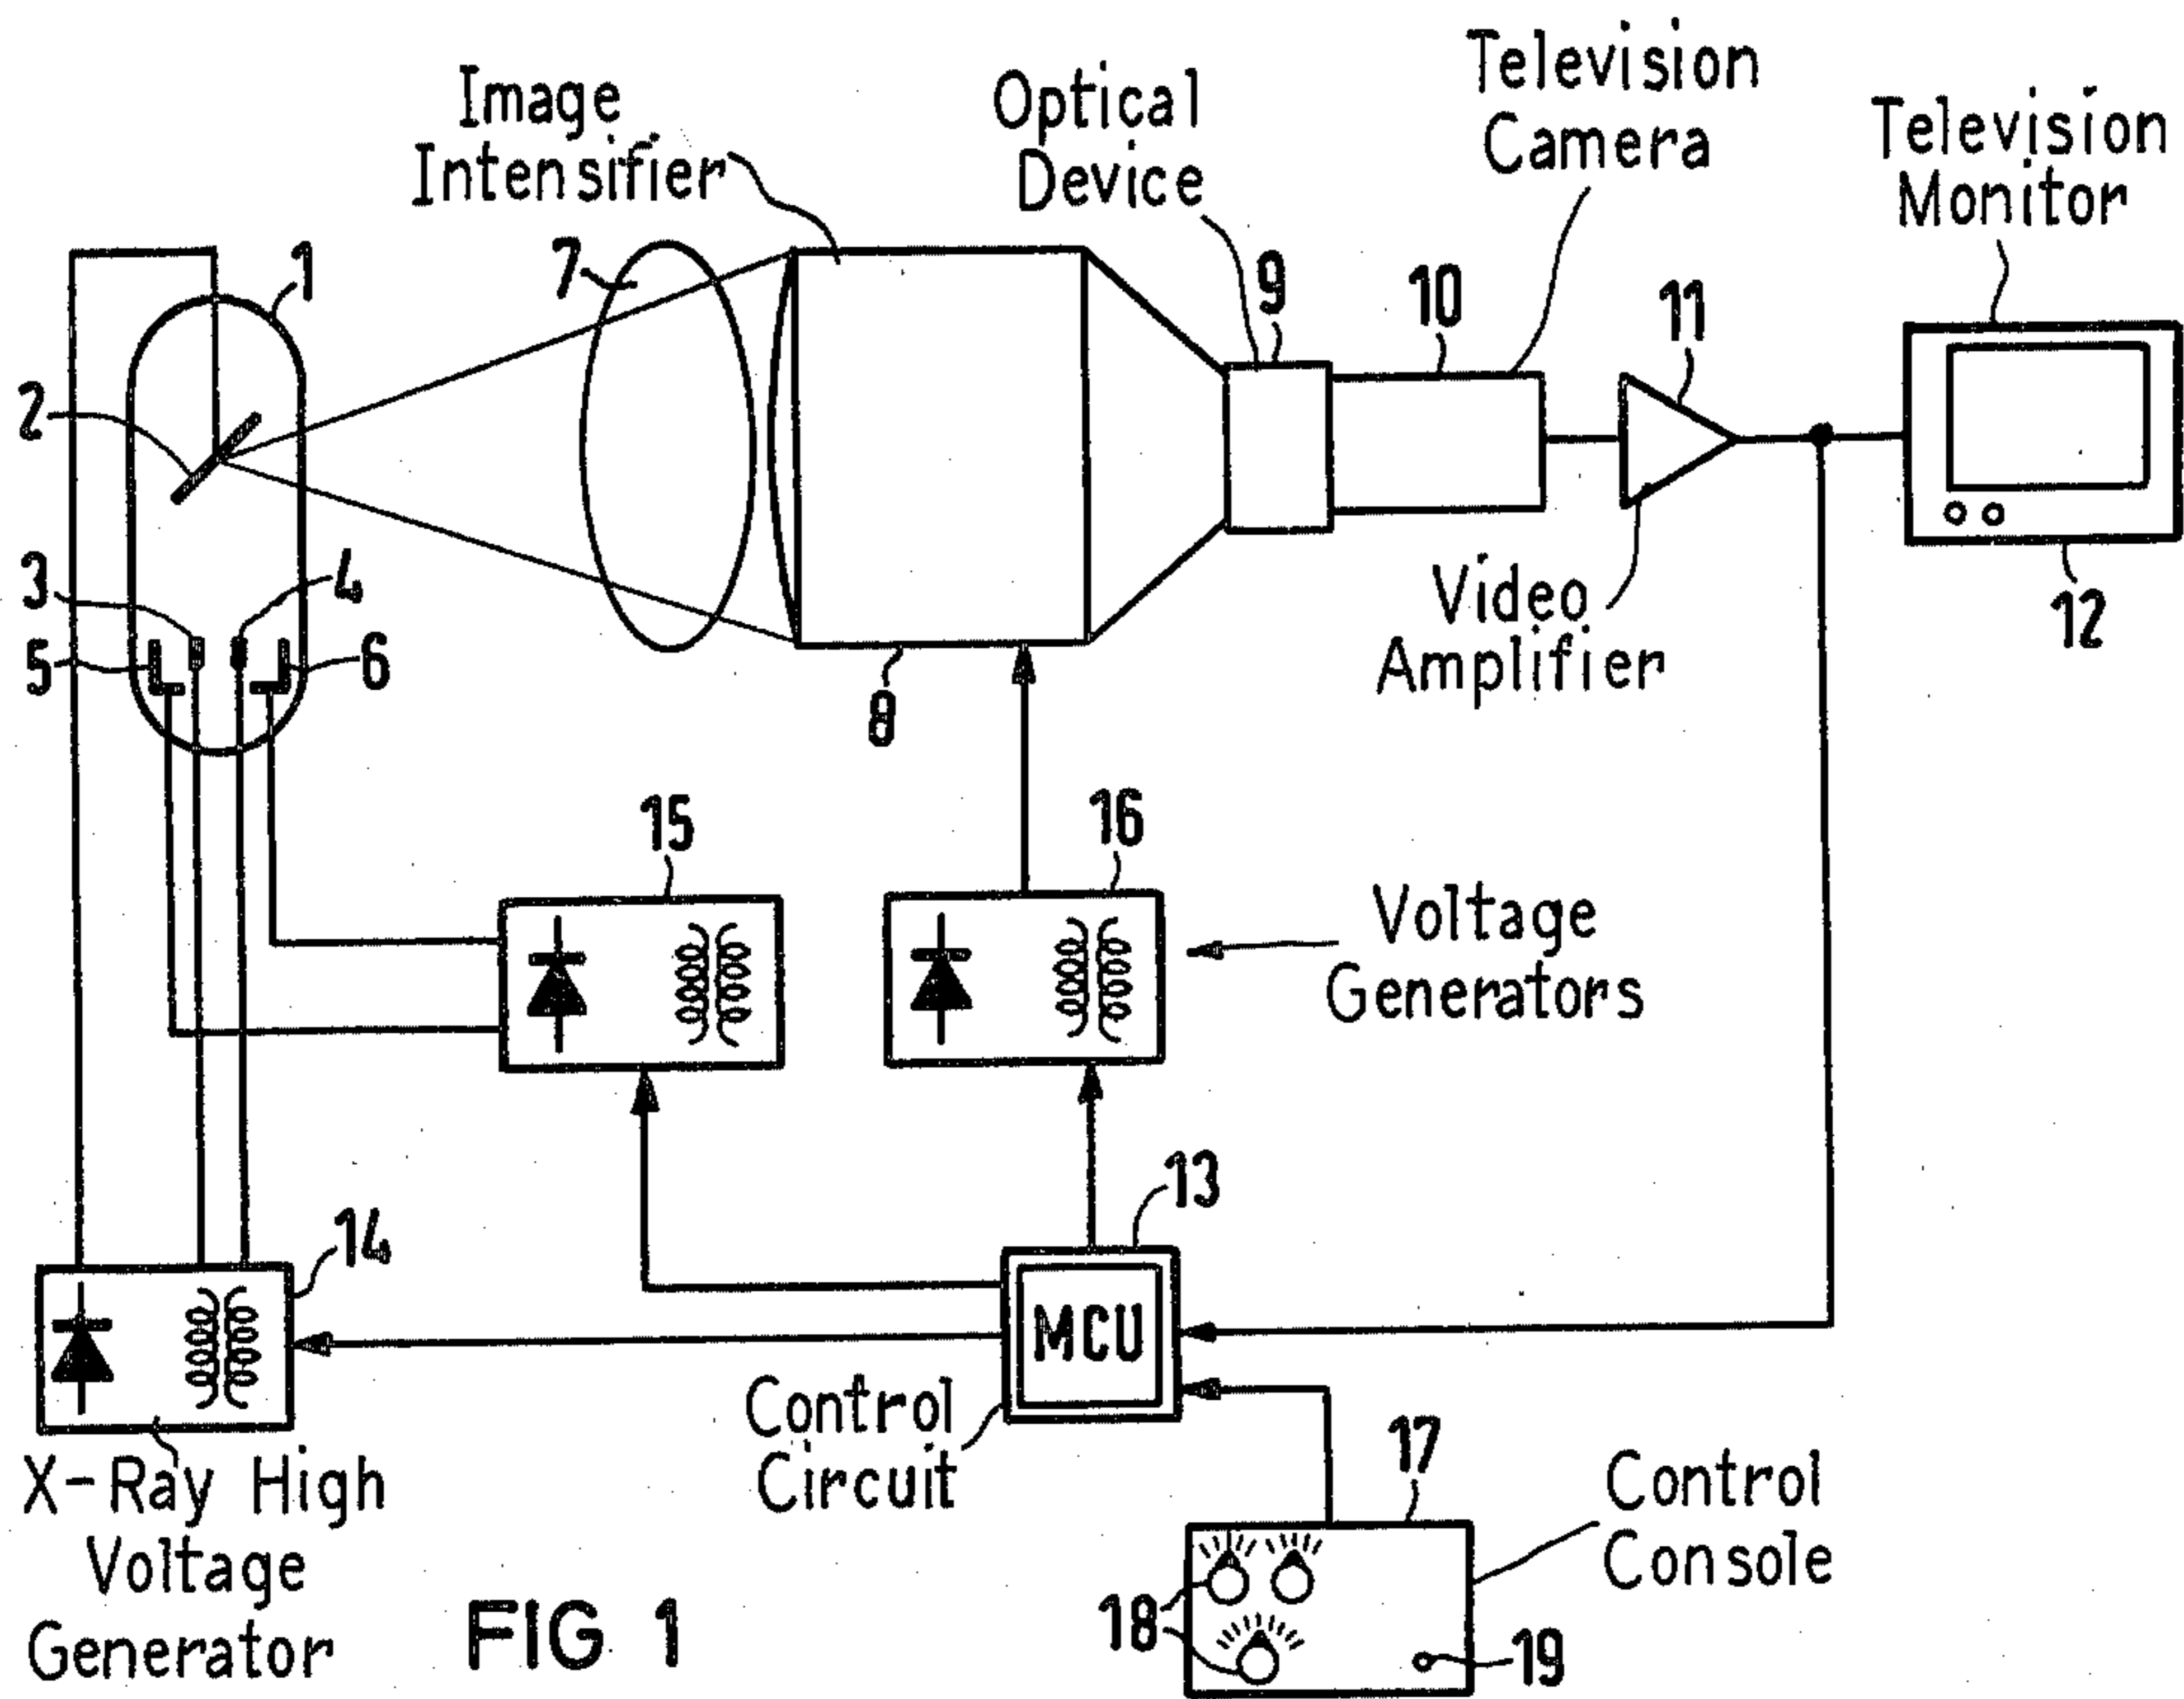 Image
Intensifier
Optical
Device
Television
Camera
Television
Monitor
1
7
9
10
11
2
3
4
5
6
8
Video
Amplifier
12
15
16
Voltage
Generators
13
14
MCU
Control
Circuit
17
X-Ray High
Voltage
Generator
Control
Console
18
19
FIG 1